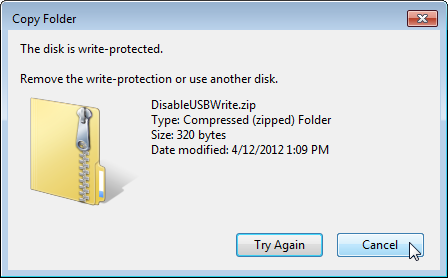 Copy Folder
The disk is write-protected.
Remove the write-protection or use another disk.
DisableUSBWrite.zip
Type: Compressed (zipped) Folder
Size: 320 bytes
Date modified: 4/12/2012 1:09 PM
Try Again
Cancel